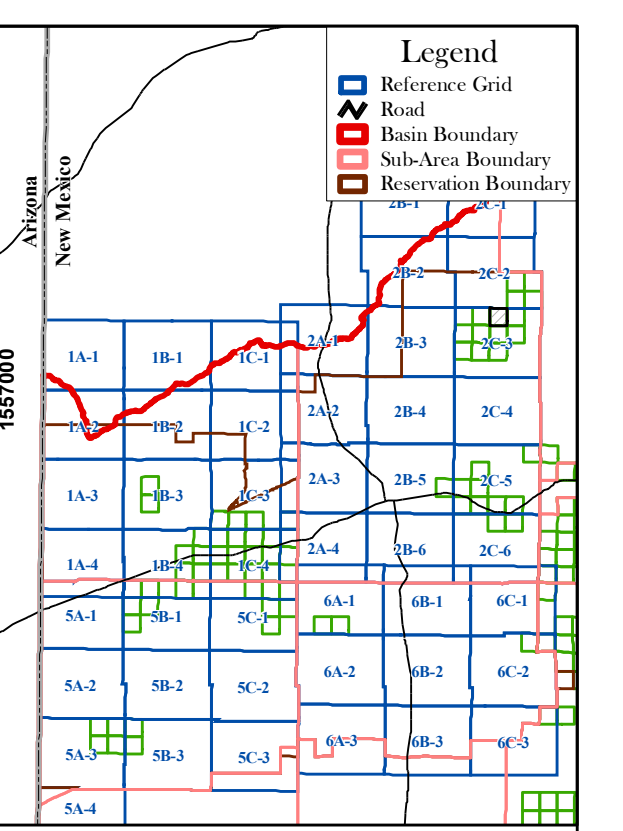 Legend
Reference Grid
Road
Basin Boundary
Sub-Area Boundary
Reservation Boundary
Arizona
New Mexico
1557000
2B-1 2C-1
2B-2 2C-2
1A-1 1B-1 1C-1 2A-1 2B-3 2C-3
1A-2 1B-2 1C-2 2A-2 2B-4 2C-4
1A-3 1B-3 1C-3 2A-3 2B-5 2C-5
1A-4 1B-4 1C-4 2A-4 2B-6 2C-6
5A-1 5B-1 5C-1 6A-1 6B-1 6C-1
5A-2 5B-2 5C-2 6A-2 6B-2 6C-2
5A-3 5B-3 5C-3 6A-3 6B-3 6C-3
5A-4